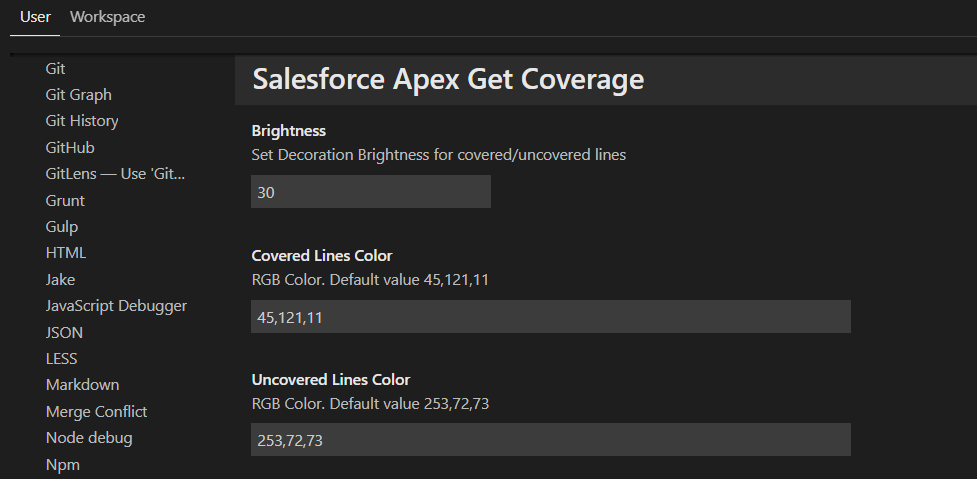 User Workspace
Git
Git Graph
Git History
GitHub
GitLens — Use 'Git...
Grunt
Gulp
HTML
Jake
JavaScript Debugger
JSON
LESS
Markdown
Merge Conflict
Node debug
Npm
Salesforce Apex Get Coverage
Brightness
Set Decoration Brightness for covered/uncovered lines
30
Covered Lines Color
RGB Color. Default value 45,121,11
45,121,11
Uncovered Lines Color
RGB Color. Default value 253,72,73
253,72,73